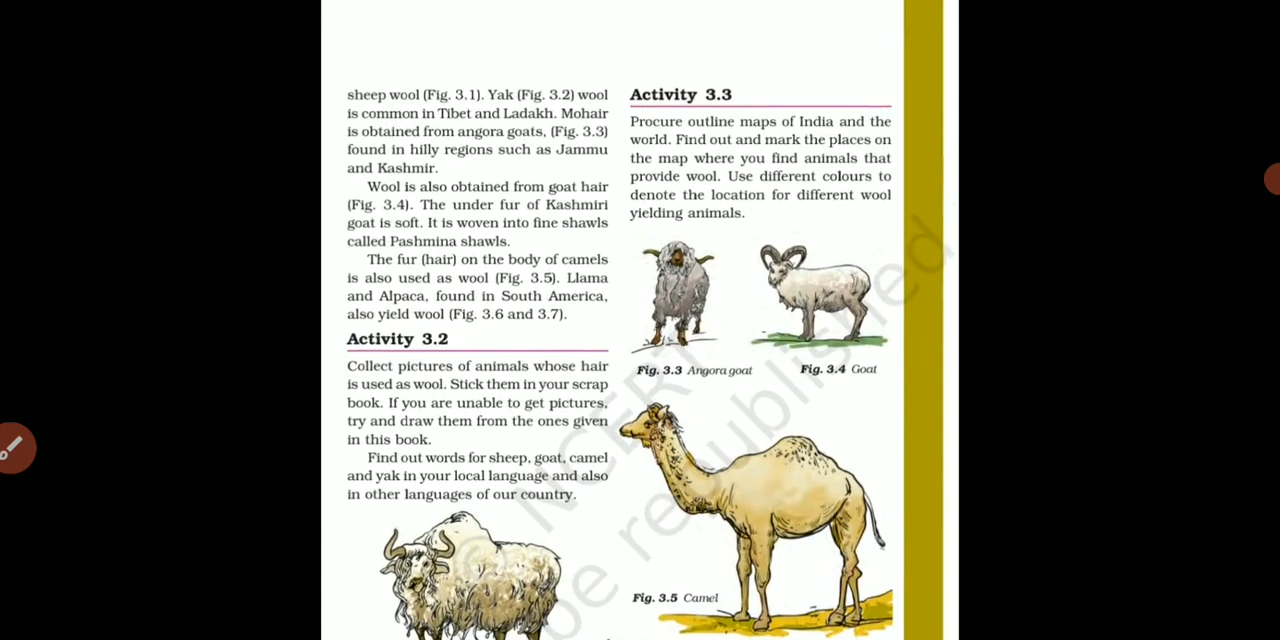 sheep wool (Fig. 3.1). Yak (Fig. 3.2) wool
is common in Tibet and Ladakh. Mohair
is obtained from angora goats, (Fig. 3.3)
found in hilly regions such as Jammu
and Kashmir.
Wool is also obtained from goat hair
(Fig. 3.4). The under fur of Kashmiri
goat is soft. It is woven into fine shawls
called Pashmina shawls.
The fur (hair) on the body of camels
is also used as wool (Fig. 3.5). Llama
and Alpaca, found in South America,
also yield wool (Fig. 3.6 and 3.7).
Activity 3.2
Collect pictures of animals whose hair
is used as wool. Stick them in your scrap
book. If you are unable to get pictures,
try and draw them from the ones given
in this book.
Find out words for sheep, goat, camel
and yak in your local language and also
in other languages of our country.
Activity 3.3
Procure outline maps of India and the
world. Find out and mark the places on
the map where you find animals that
provide wool. Use different colours to
denote the location for different wool
yielding animals.
Fig. 3.3 Angora goat
Fig. 3.4 Goat
Fig. 3.5 Camel
© NCERT
be republished